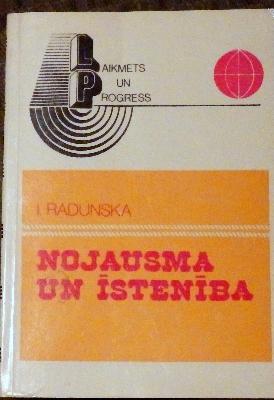 LAIKMETS
UN
PROGRESS
I. RADUNSKA
NOJAUSMA
UN ĪSTENĪBA